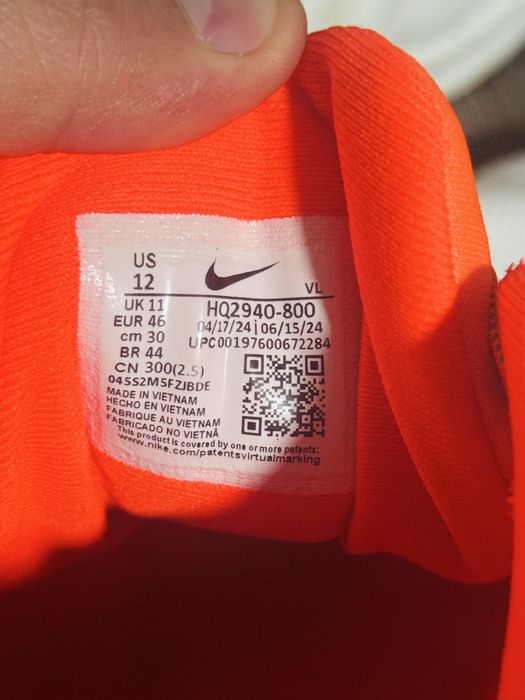 US
12
VL
UK 11
EUR 46
cm 30
BR 44
CN 300(2.5)
HQ2940-800
04/17/24 | 06/15/24
UPC00197600672284
045S2M5FZJBDE
MADE IN VIETNAM
HECHO EN VIETNAM
FABRIQUE AU VIETNAM
FABRICADO NO VIETNÃ
This product is covered by one or more patents:
www.nike.com/patentsvirtualmarking